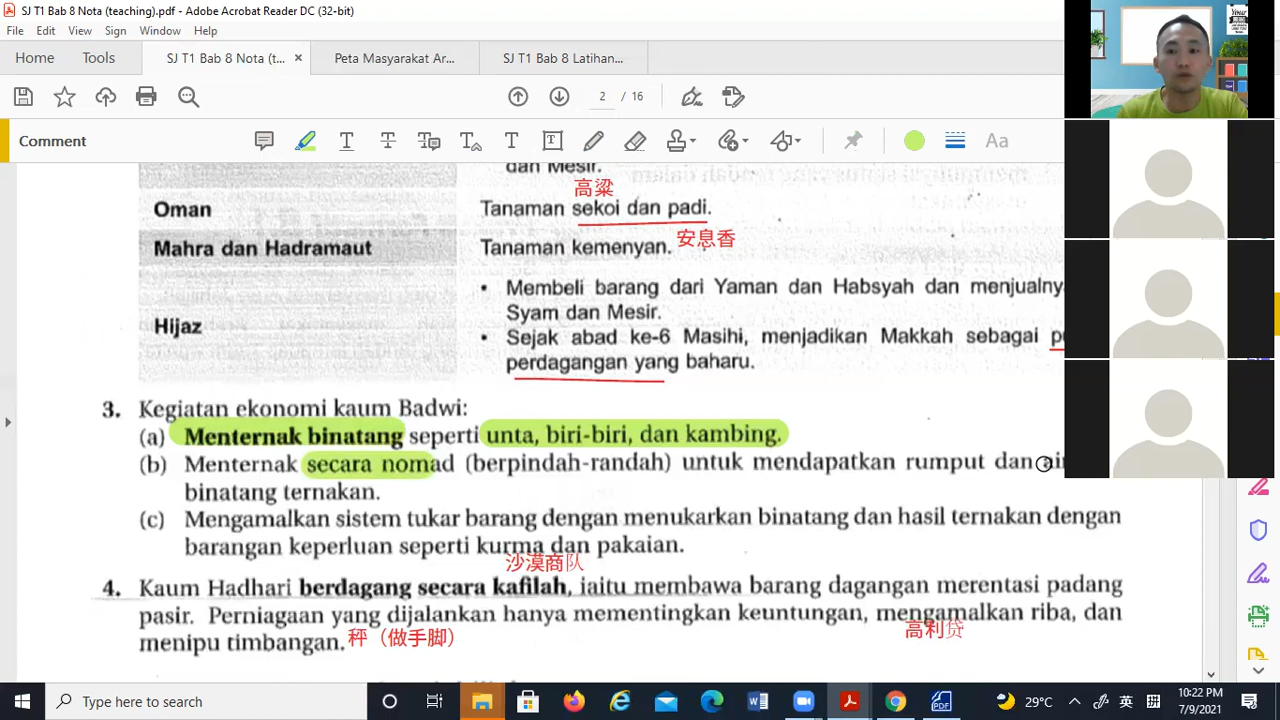 SJ T1 Bab 8 Nota (teaching).pdf - Adobe Acrobat Reader DC (32-bit)
File Edit View Sign Window Help
Home Tools SJ T1 Bab 8 Nota (t... × Peta Masyarakat Ar... SJ T1 Bab 8 Latihan...
2 / 16
Comment
Aa
dan Mesir.
高粱
Oman Tanaman sekoi dan padi.
安息香
Mahra dan Hadramaut Tanaman kemenyan.
• Membeli barang dari Yaman dan Habsyah dan menjualny
Syam dan Mesir.
Hijaz
• Sejak abad ke-6 Masihi, menjadikan Makkah sebagai p
perdagangan yang baharu.
3. Kegiatan ekonomi kaum Badwi:
(a) Menternak binatang seperti unta, biri-biri, dan kambing.
(b) Menternak secara nomad (berpindah-randah) untuk mendapatkan rumput dan air
binatang ternakan.
(c) Mengamalkan sistem tukar barang dengan menukarkan binatang dan hasil ternakan dengan
barangan keperluan seperti kurma dan pakaian.
沙漠商队
4. Kaum Hadhari berdagang secara kafilah, iaitu membawa barang dagangan merentasi padang
pasir. Perniagaan yang dijalankan hanya mementingkan keuntungan, mengamalkan riba, dan
高利贷
menipu timbangan. 秤（做手脚）
Type here to search
29°C
英
拼
10:22 PM
7/9/2021